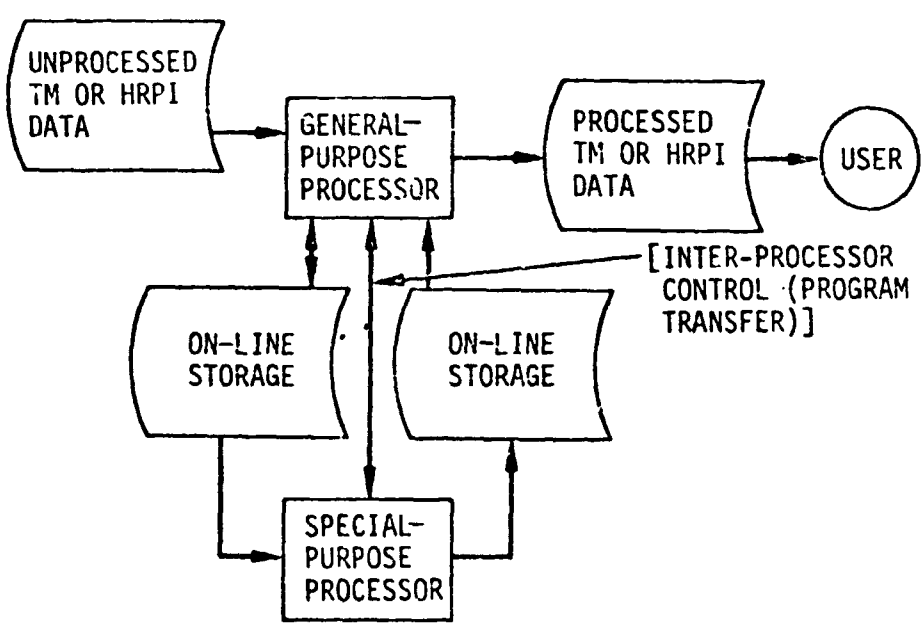 UNPROCESSED
TM OR HRPI
DATA
GENERAL-
PURPOSE
PROCESSOR
PROCESSED
TM OR HRPI
DATA
USER
[INTER-PROCESSOR
CONTROL (PROGRAM
TRANSFER)]
ON-LINE
STORAGE
ON-LINE
STORAGE
SPECIAL-
PURPOSE
PROCESSOR